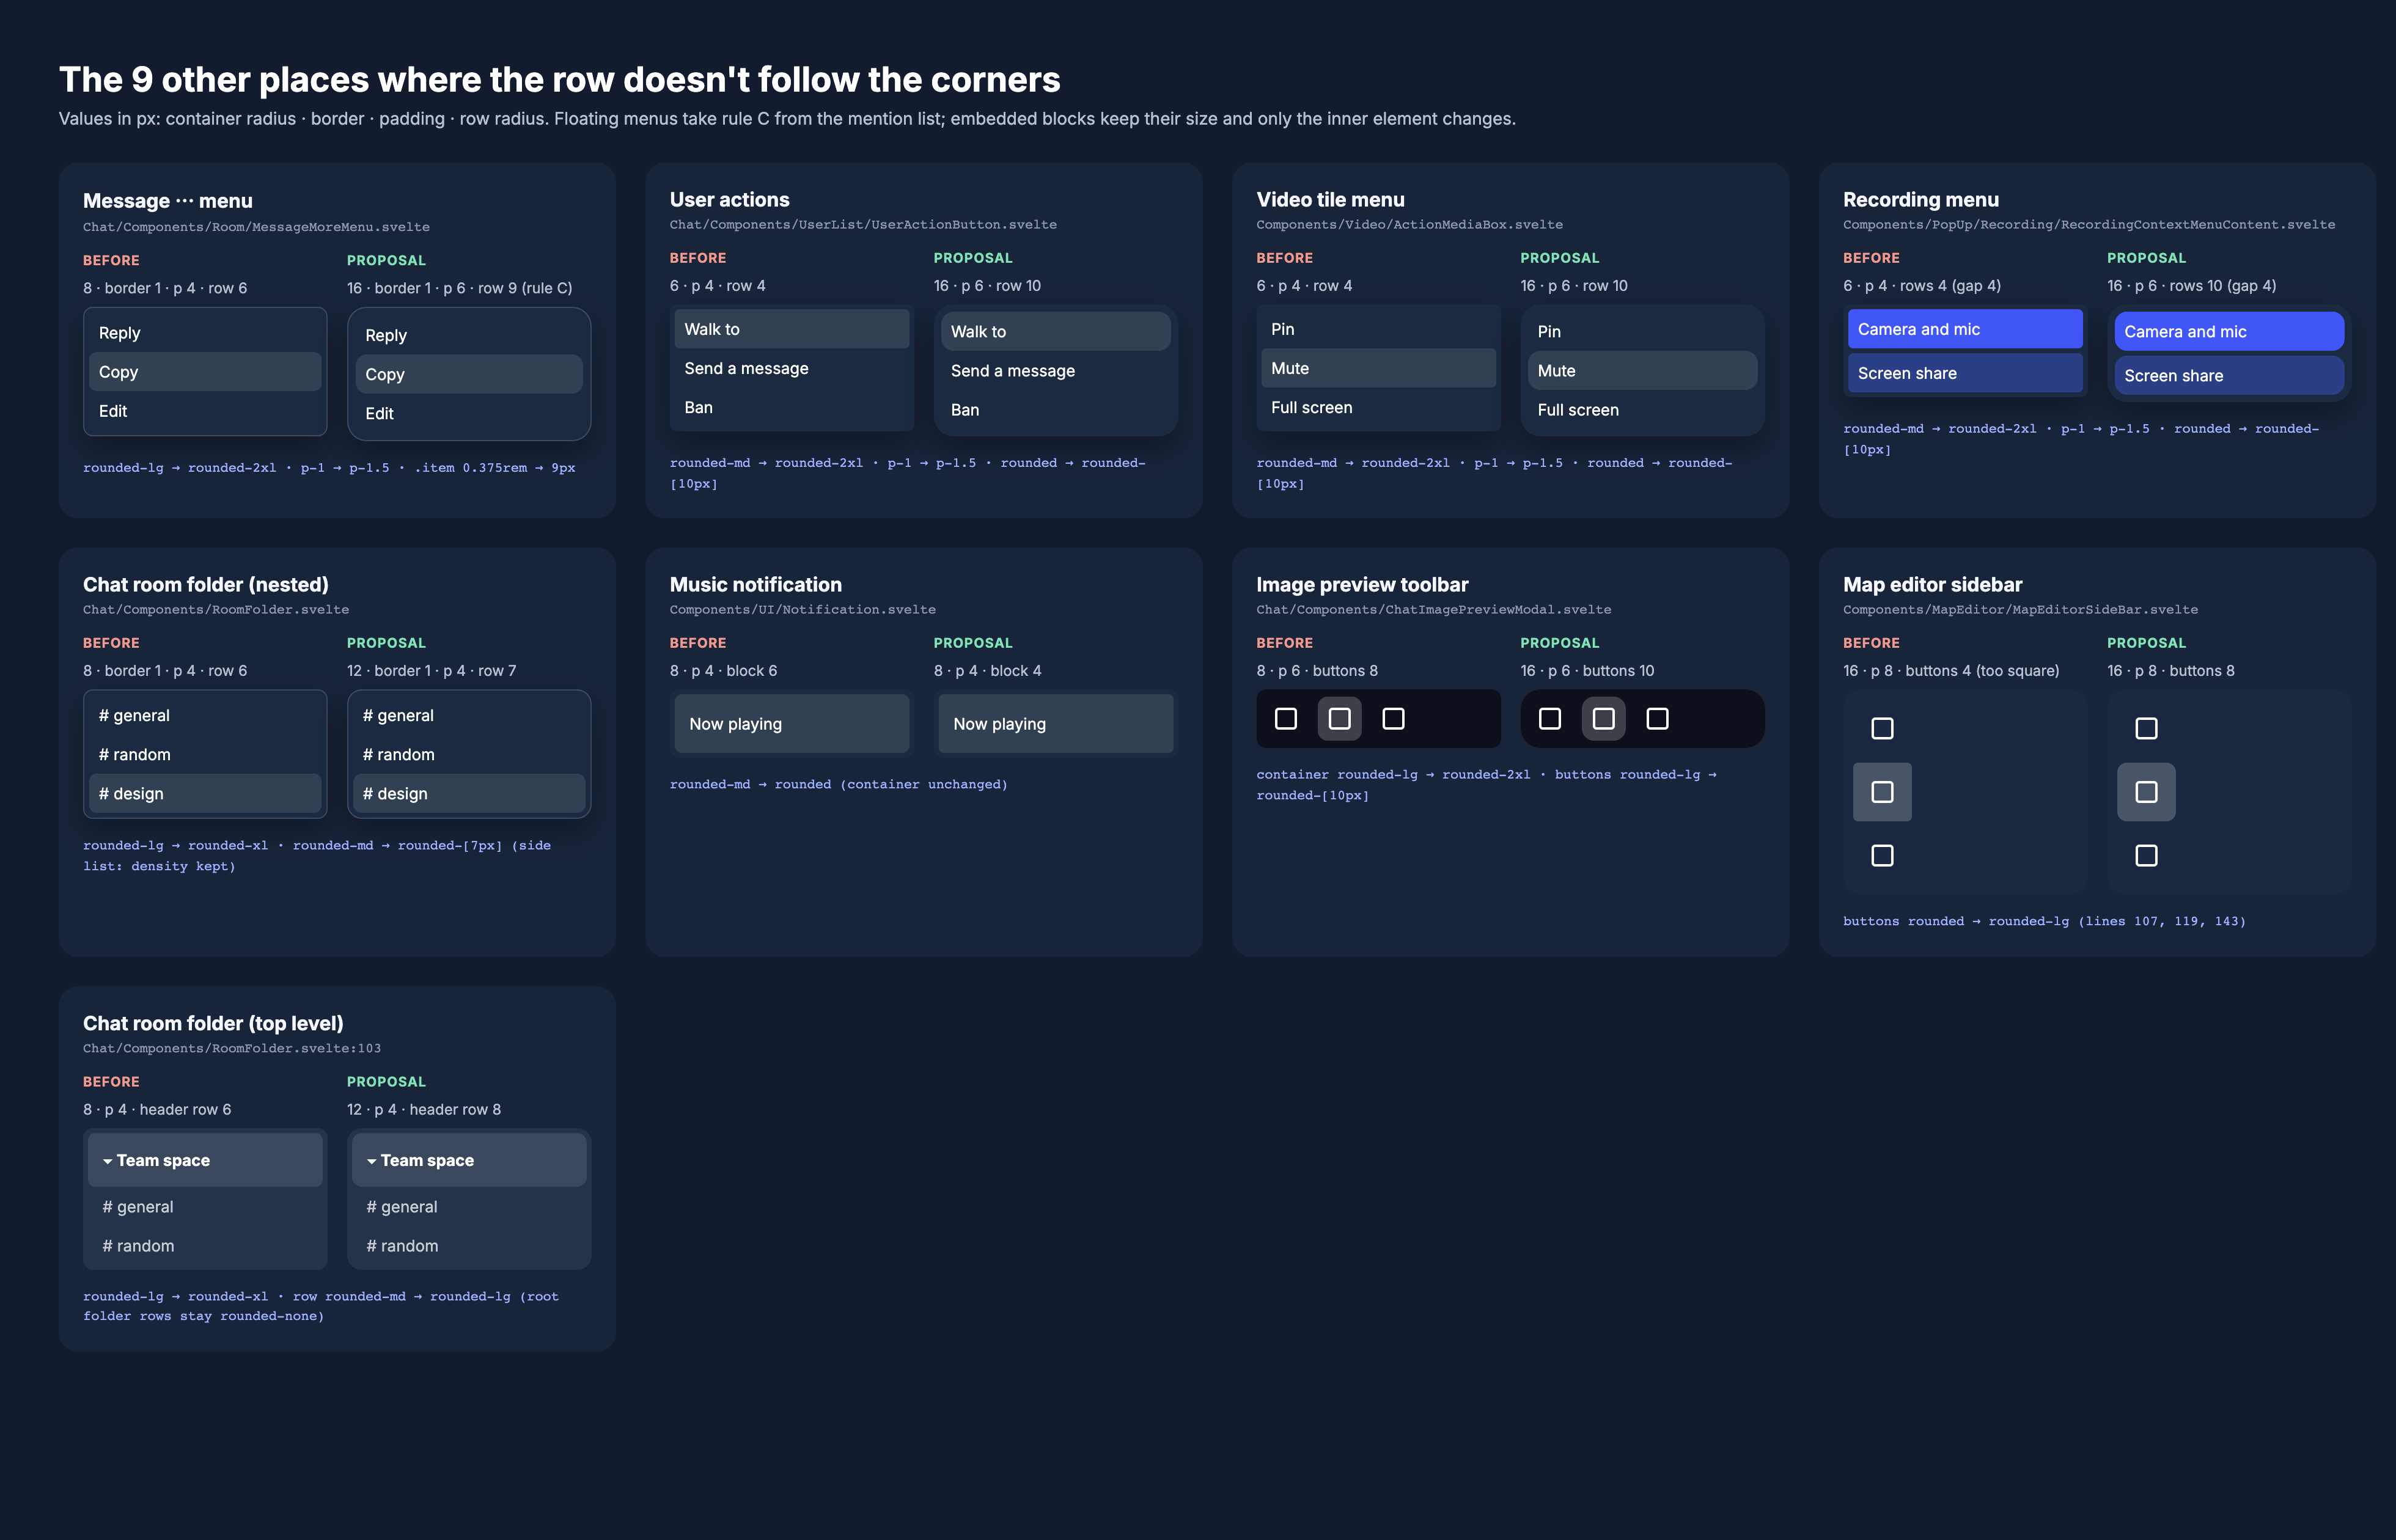 The 9 other places where the row doesn't follow the corners
Values in px: container radius · border · padding · row radius. Floating menus take rule C from the mention list; embedded blocks keep their size and only the inner element changes.
Message ··· menu
Chat/Components/Room/MessageMoreMenu.svelte
BEFORE
8 · border 1 · p 4 · row 6
Reply
Copy
Edit
PROPOSAL
16 · border 1 · p 6 · row 9 (rule C)
Reply
Copy
Edit
rounded-lg → rounded-2xl · p-1 → p-1.5 · .item 0.375rem → 9px
User actions
Chat/Components/UserList/UserActionButton.svelte
BEFORE
6 · p 4 · row 4
Walk to
Send a message
Ban
PROPOSAL
16 · p 6 · row 10
Walk to
Send a message
Ban
rounded-md → rounded-2xl · p-1 → p-1.5 · rounded → rounded-
[10px]
Video tile menu
Components/Video/ActionMediaBox.svelte
BEFORE
6 · p 4 · row 4
Pin
Mute
Full screen
PROPOSAL
16 · p 6 · row 10
Pin
Mute
Full screen
rounded-md → rounded-2xl · p-1 → p-1.5 · rounded → rounded-
[10px]
Recording menu
Components/PopUp/Recording/RecordingContextMenuContent.svelte
BEFORE
6 · p 4 · rows 4 (gap 4)
Camera and mic
Screen share
PROPOSAL
16 · p 6 · rows 10 (gap 4)
Camera and mic
Screen share
rounded-md → rounded-2xl · p-1 → p-1.5 · rounded → rounded-
[10px]
Chat room folder (nested)
Chat/Components/RoomFolder.svelte
BEFORE
8 · border 1 · p 4 · row 6
# general
# random
# design
PROPOSAL
12 · border 1 · p 4 · row 7
# general
# random
# design
rounded-lg → rounded-xl · rounded-md → rounded-[7px] (side
list: density kept)
Music notification
Components/UI/Notification.svelte
BEFORE
8 · p 4 · block 6
Now playing
PROPOSAL
8 · p 4 · block 4
Now playing
rounded-md → rounded (container unchanged)
Image preview toolbar
Chat/Components/ChatImagePreviewModal.svelte
BEFORE
8 · p 6 · buttons 8
PROPOSAL
16 · p 6 · buttons 10
container rounded-lg → rounded-2xl · buttons rounded-lg →
rounded-[10px]
Map editor sidebar
Components/MapEditor/MapEditorSideBar.svelte
BEFORE
16 · p 8 · buttons 4 (too square)
PROPOSAL
16 · p 8 · buttons 8
buttons rounded → rounded-lg (lines 107, 119, 143)
Chat room folder (top level)
Chat/Components/RoomFolder.svelte:103
BEFORE
8 · p 4 · header row 6
Team space
# general
# random
PROPOSAL
12 · p 4 · header row 8
Team space
# general
# random
rounded-lg → rounded-xl · row rounded-md → rounded-lg (root
folder rows stay rounded-none)